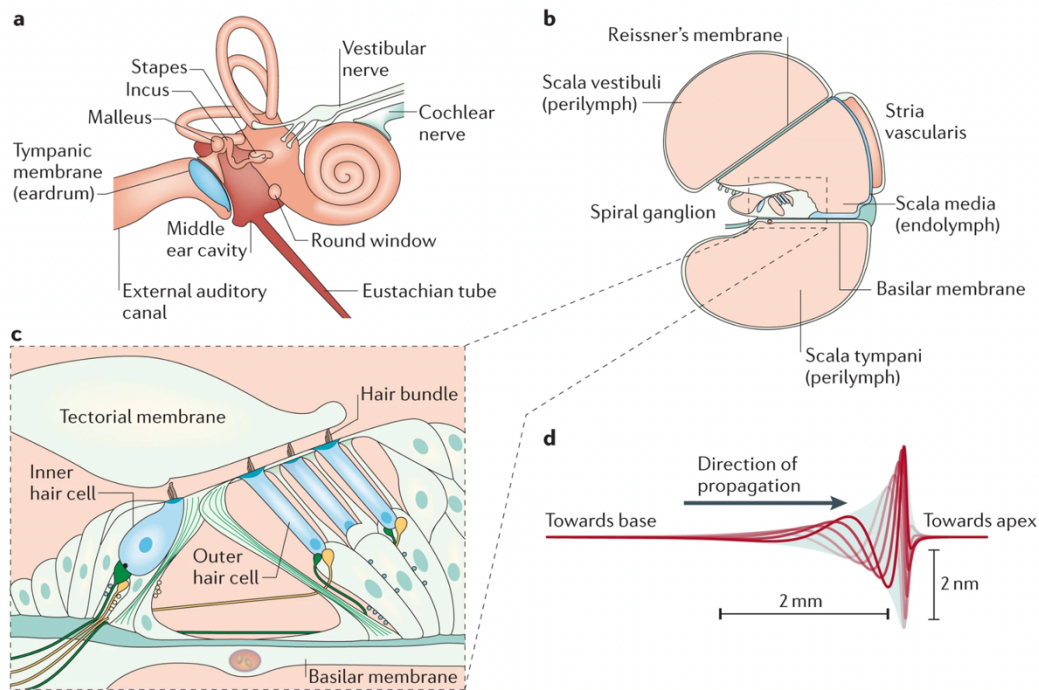 a
Stapes
Incus
Malleus
Tympanic
membrane
(eardrum)
Vestibular
nerve
Cochlear
nerve
Middle
ear cavity
Round window
External auditory
canal
Eustachian tube
b
Reissner’s membrane
Scala vestibuli
(perilymph)
Stria
vascularis
Spiral ganglion
Scala media
(endolymph)
Basilar membrane
Scala tympani
(perilymph)
c
Tectorial membrane
Hair bundle
Inner
hair cell
Outer
hair cell
Basilar membrane
d
Direction of
propagation
Towards base
Towards apex
2 mm
2 nm